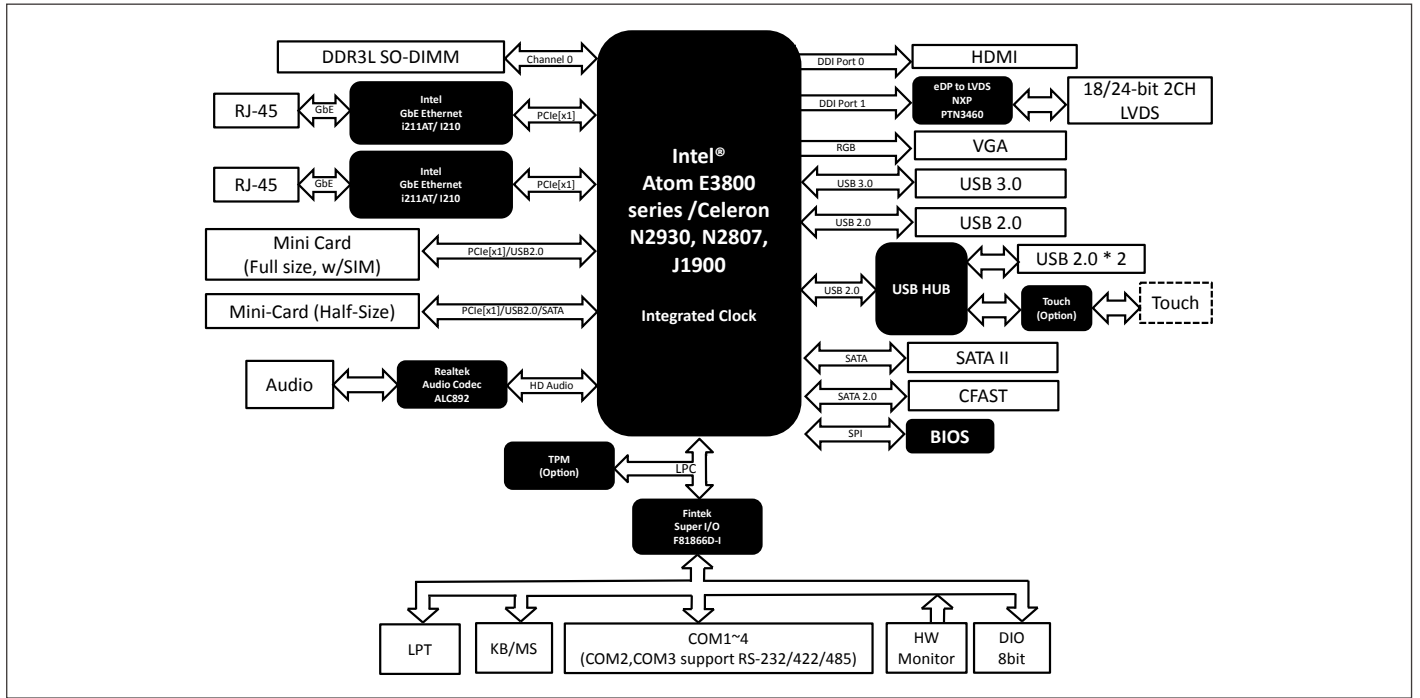 DDR3L SO-DIMM
Channel 0
RJ-45
GbE
Intel
GbE Ethernet
i211AT/ I210
PCIe[x1]
RJ-45
GbE
Intel
GbE Ethernet
i211AT/ I210
PCIe[x1]
Mini Card
(Full size, w/SIM)
PCIe[x1]/USB2.0
Mini-Card (Half-Size)
PCIe[x1]/USB2.0/SATA
Audio
Realtek
Audio Codec
ALC892
HD Audio
Intel®
Atom E3800
series /Celeron
N2930, N2807,
J1900
Integrated Clock
DDI Port 0
HDMI
DDI Port 1
eDP to LVDS
NXP
PTN3460
18/24-bit 2CH
LVDS
RGB
VGA
USB 3.0
USB 3.0
USB 2.0
USB 2.0
USB 2.0
USB HUB
USB 2.0 * 2
Touch
(Option)
Touch
SATA
SATA II
SATA 2.0
CFAST
SPI
BIOS
TPM
(Option)
LPC
Fintek
Super I/O
F81866D-I
LPT
KB/MS
COM1~4
(COM2,COM3 support RS-232/422/485)
HW
Monitor
DIO
8bit